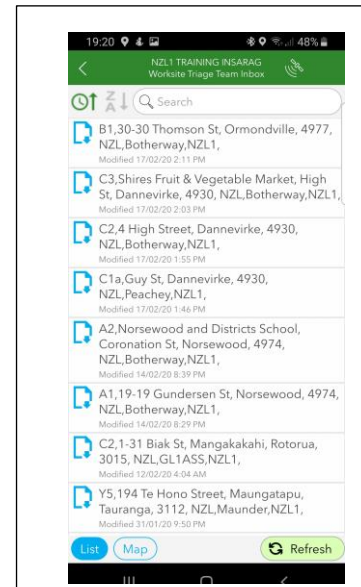 19:20 48%
NZL1 TRAINING INSARAG
Worksite Triage Team Inbox
Z
A
Search
B1,30-30 Thomson St, Ormondville, 4977,
NZL,Botherway,NZL1,
Modified 17/02/20 2:11 PM
C3,Shires Fruit & Vegetable Market, High
St, Dannevirke, 4930, NZL,Botherway,NZL1,
Modified 17/02/20 2:03 PM
C2,4 High Street, Dannevirke, 4930,
NZL,Botherway,NZL1,
Modified 17/02/20 1:55 PM
C1a,Guy St, Dannevirke, 4930,
NZL,Peachey,NZL1,
Modified 17/02/20 1:46 PM
A2,Norsewood and Districts School,
Coronation St, Norsewood, 4974,
NZL,Botherway,NZL1,
Modified 14/02/20 8:39 PM
A1,19-19 Gundersen St, Norsewood, 4974,
NZL,Botherway,NZL1,
Modified 14/02/20 8:29 PM
C2,1-31 Biak St, Mangakakahi, Rotorua,
3015, NZL,GL1ASS,NZL1,
Modified 12/02/20 4:04 AM
Y5,194 Te Hono Street, Maungatapu,
Tauranga, 3112, NZL,Maunder,NZL1,
Modified 31/01/20 9:50 PM
List Map Refresh